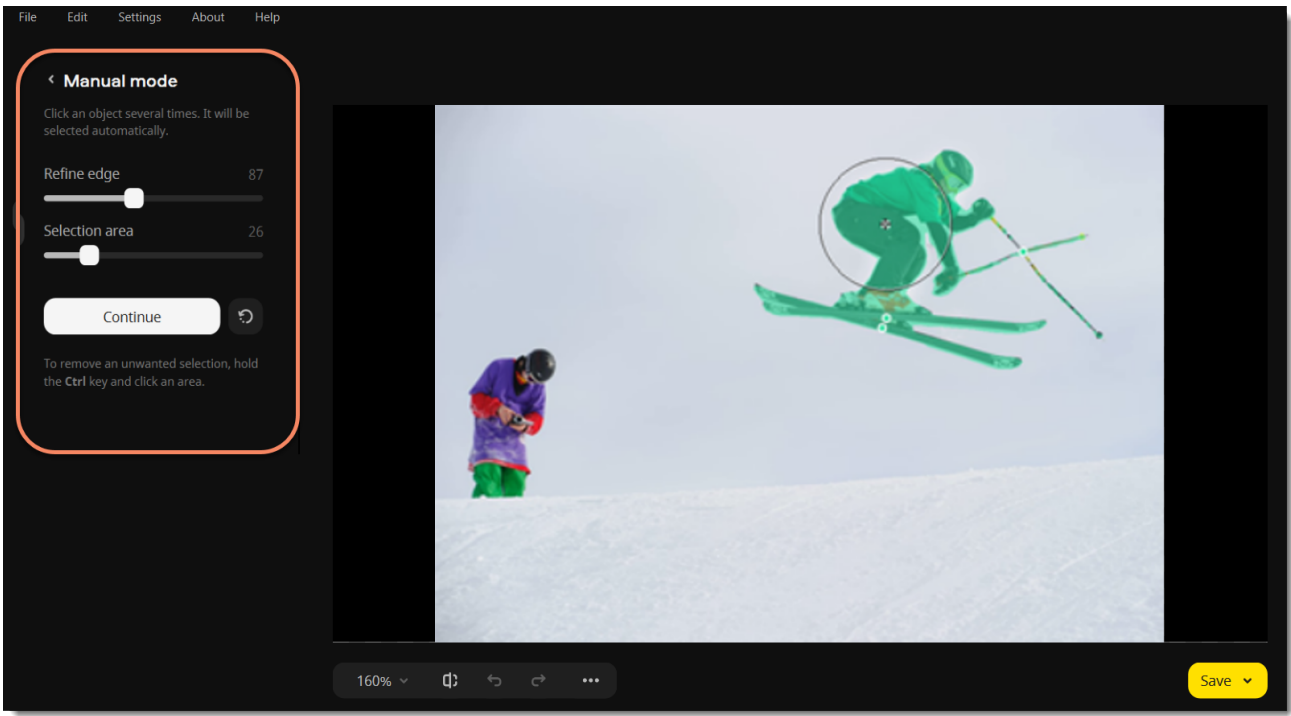 File Edit Settings About Help
Manual mode
Click an object several times. It will be
selected automatically.
Refine edge 87
Selection area 26
Continue
To remove an unwanted selection, hold
the Ctrl key and click an area.
160%
Save